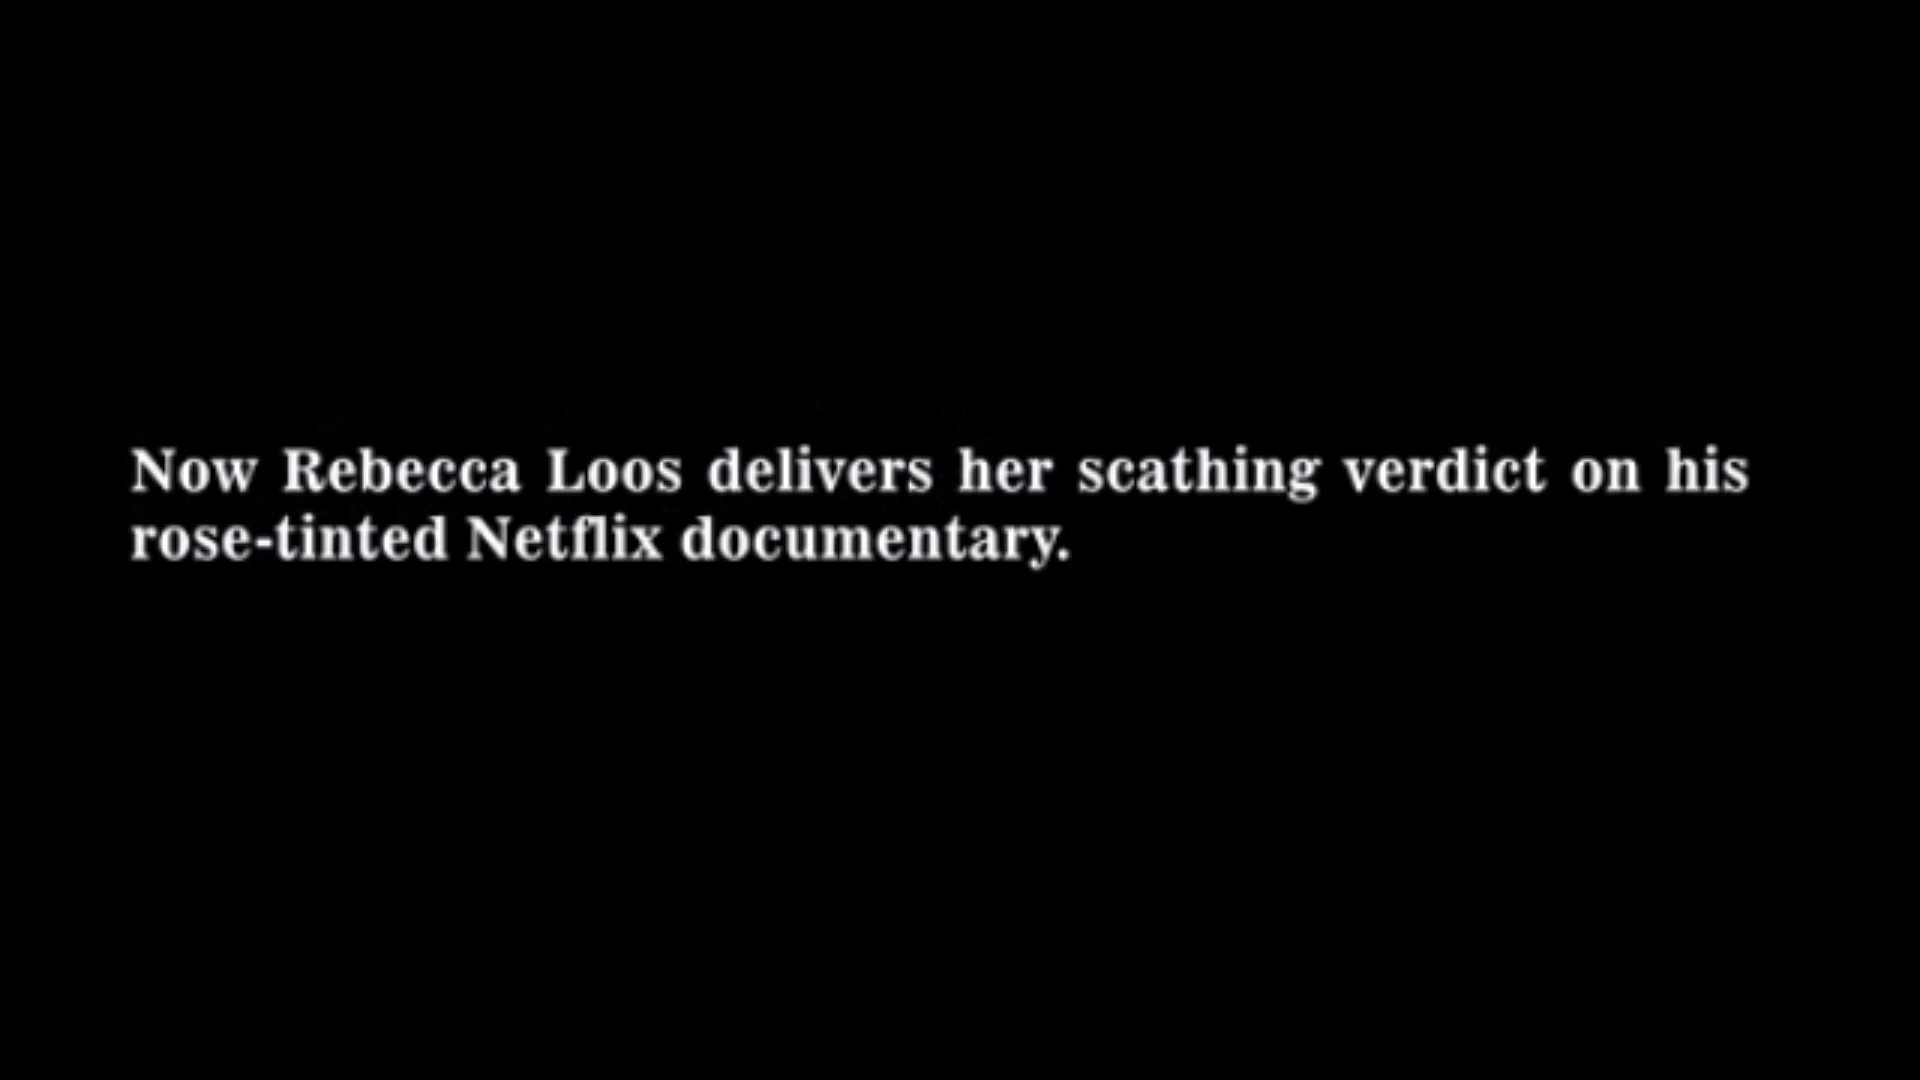 Now Rebecca Loos delivers her scathing verdict on his
rose-tinted Netflix documentary.